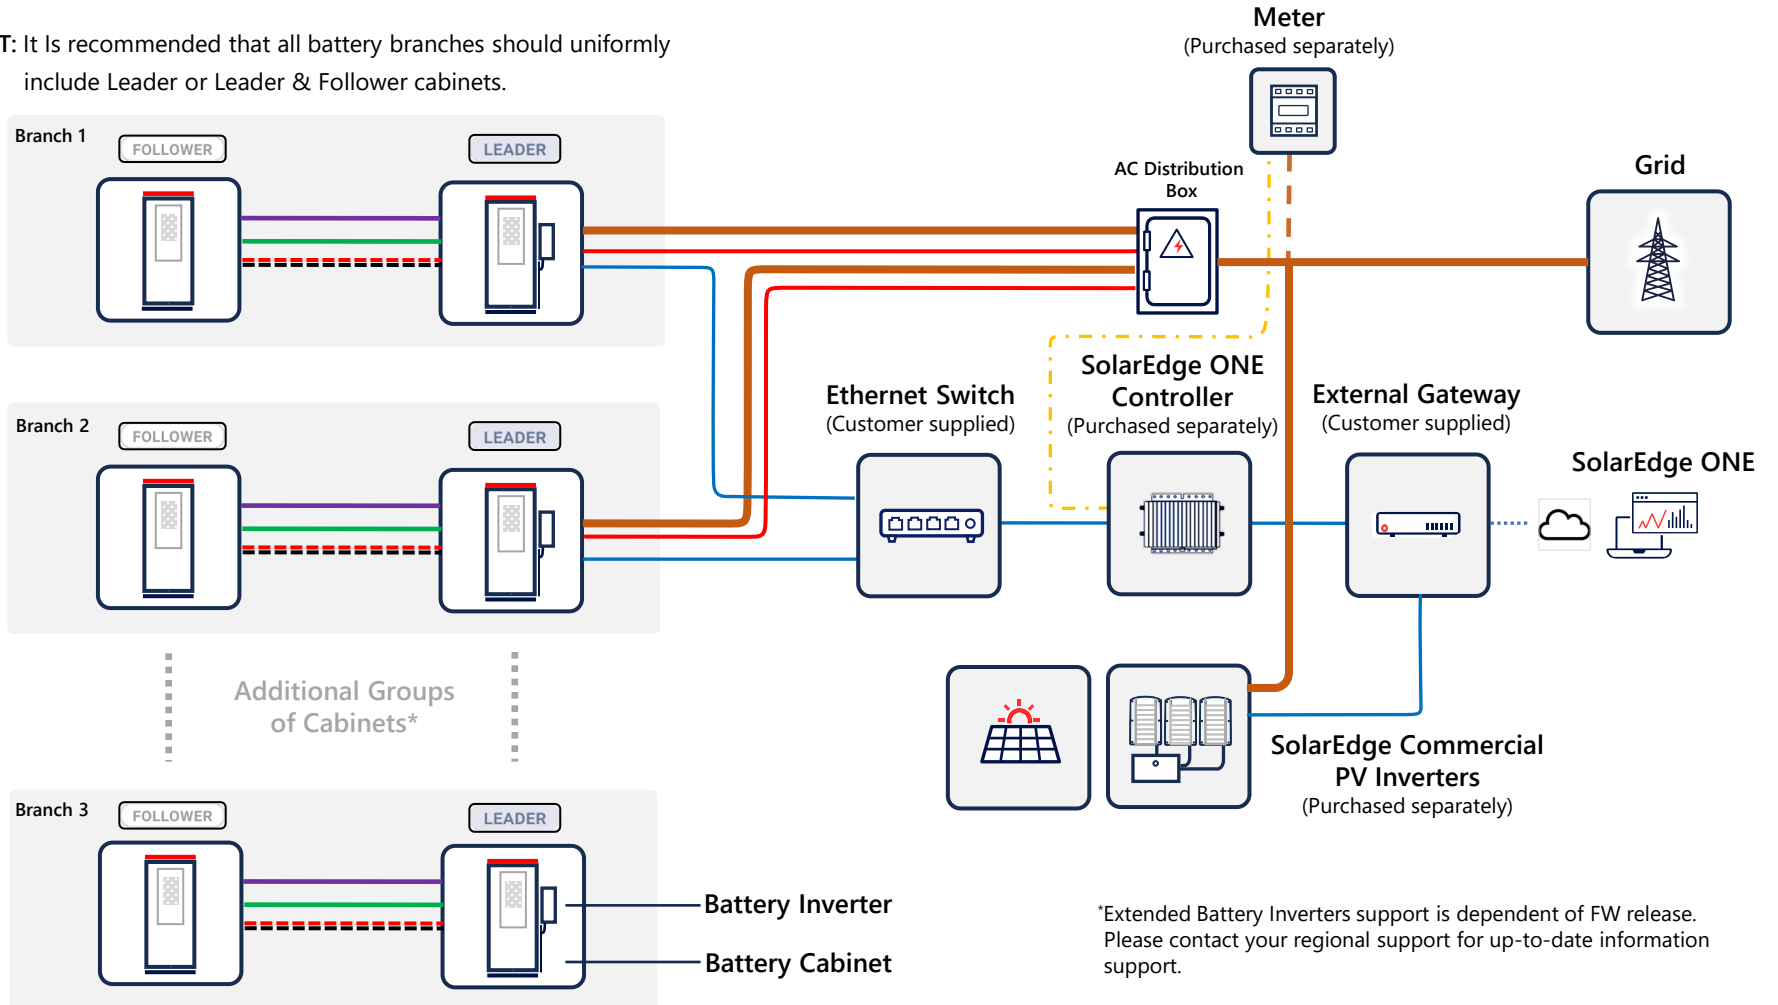 T: It Is recommended that all battery branches should uniformly
include Leader or Leader & Follower cabinets.
Meter
(Purchased separately)
Branch 1
FOLLOWER
LEADER
AC Distribution
Box
Grid
Branch 2
FOLLOWER
LEADER
Ethernet Switch
(Customer supplied)
SolarEdge ONE
Controller
(Purchased separately)
External Gateway
(Customer supplied)
SolarEdge ONE
Additional Groups
of Cabinets*
SolarEdge Commercial
PV Inverters
(Purchased separately)
Branch 3
FOLLOWER
LEADER
Battery Inverter
Battery Cabinet
*Extended Battery Inverters support is dependent of FW release.
Please contact your regional support for up-to-date information
support.